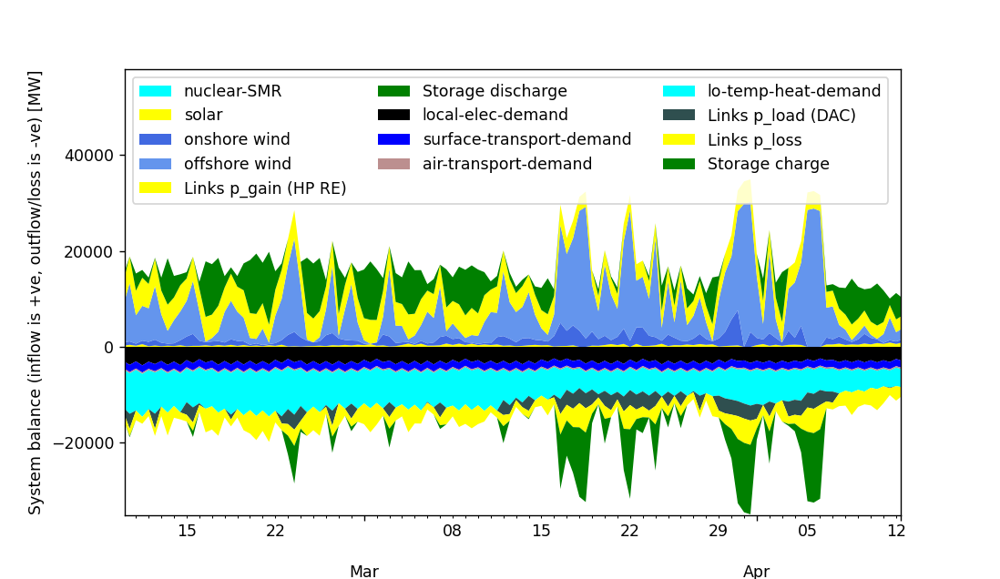 System balance (inflow is +ve, outflow/loss is -ve) [MW]
nuclear-SMR
solar
onshore wind
offshore wind
Links p_gain (HP RE)
Storage discharge
local-elec-demand
surface-transport-demand
air-transport-demand
lo-temp-heat-demand
Links p_load (DAC)
Links p_loss
Storage charge
40000
20000
0
−20000
15 22 08 15 22 29 05 12
Mar Apr